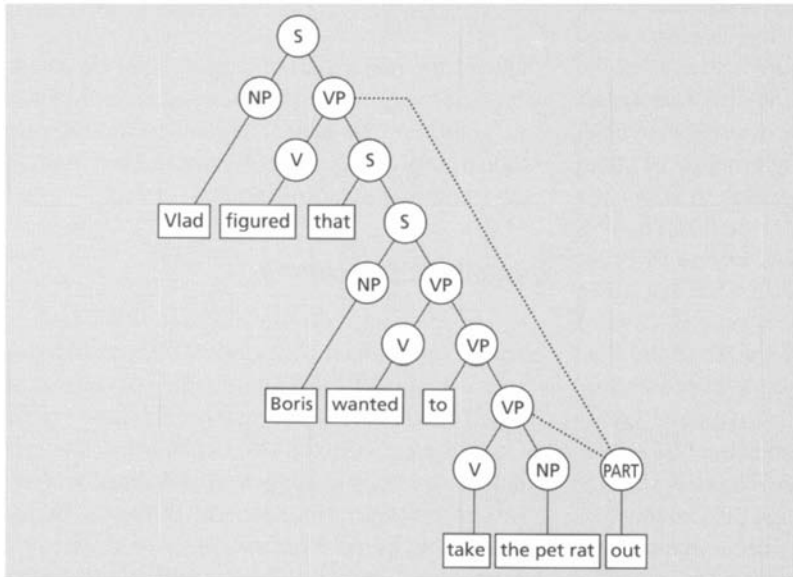 S
NP VP
V S
Vlad figured that S
NP VP
V VP
Boris wanted to VP
V NP PART
take the pet rat out